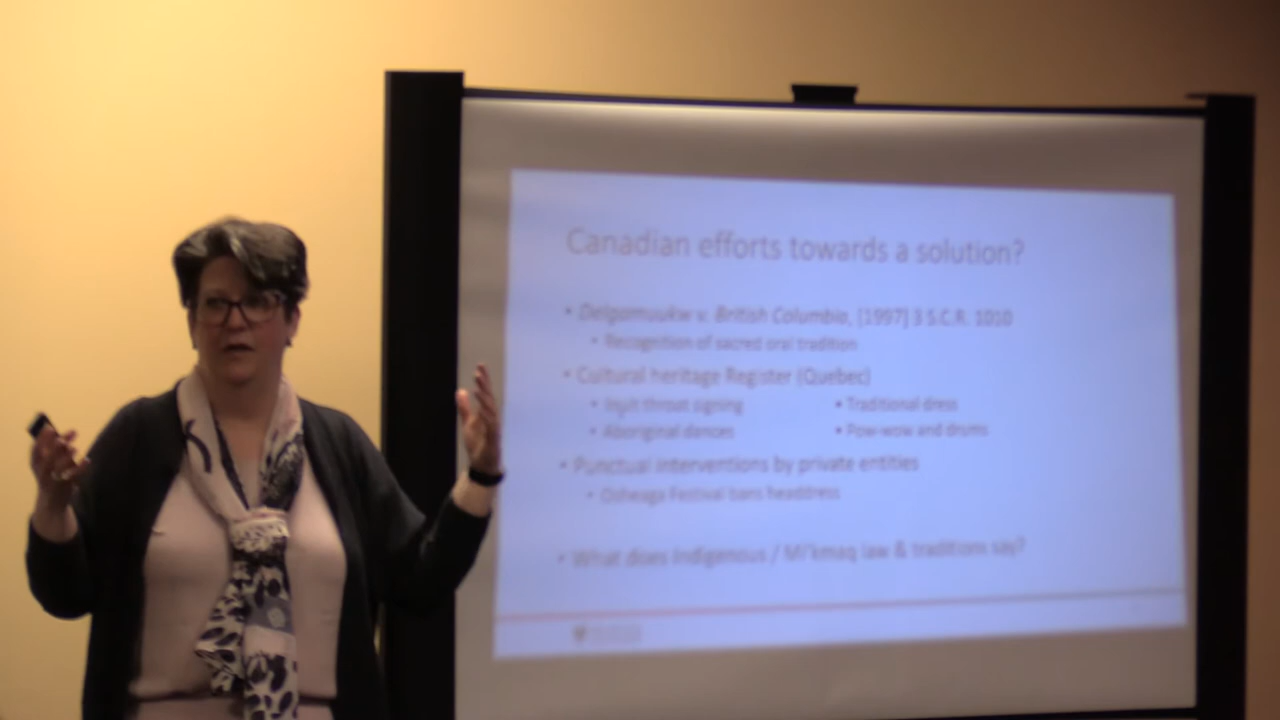 Canadian efforts towards a solution?
• Delgamuukw v. British Columbia, [1997] 3 S.C.R. 1010
• Recognition of sacred oral tradition
• Cultural heritage Register (Quebec)
• Inuit throat signing
• Traditional dress
• Aboriginal dances
• Pow-wow and drums
• Punctual interventions by private entities
• Osheaga Festival bans headdress
• What does Indigenous / Mi'kmaq law & traditions say?